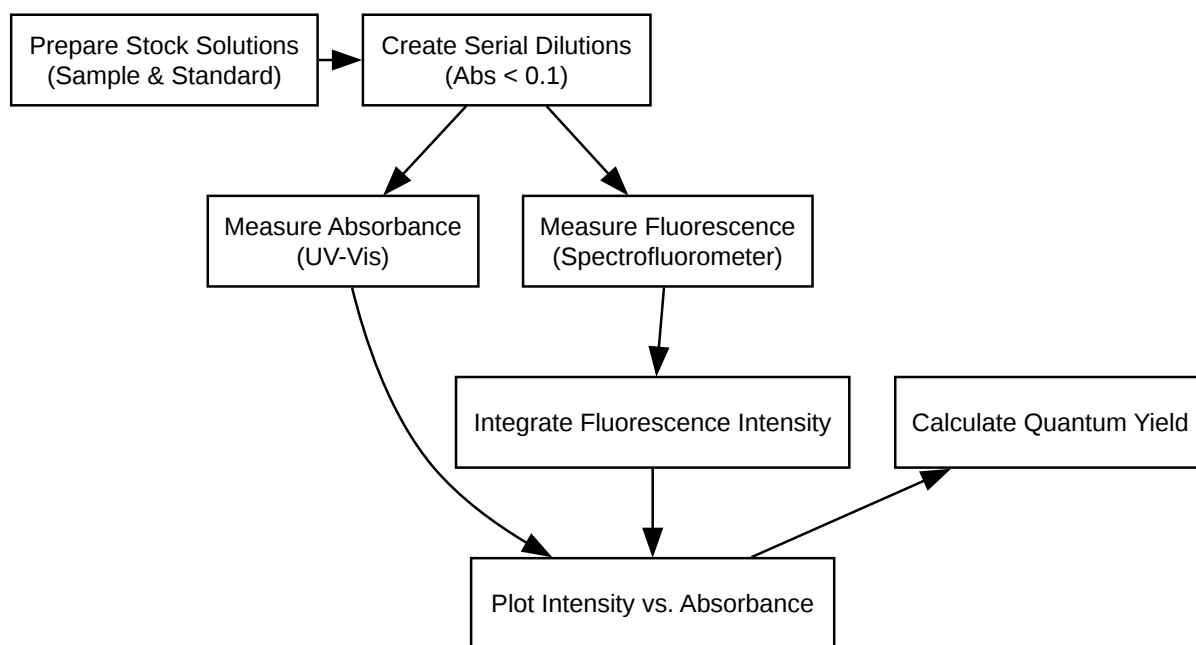 Prepare Stock Solutions
(Sample & Standard)
Create Serial Dilutions
(Abs < 0.1)
Measure Absorbance
(UV-Vis)
Measure Fluorescence
(Spectrofluorometer)
Integrate Fluorescence Intensity
Calculate Quantum Yield
Plot Intensity vs. Absorbance